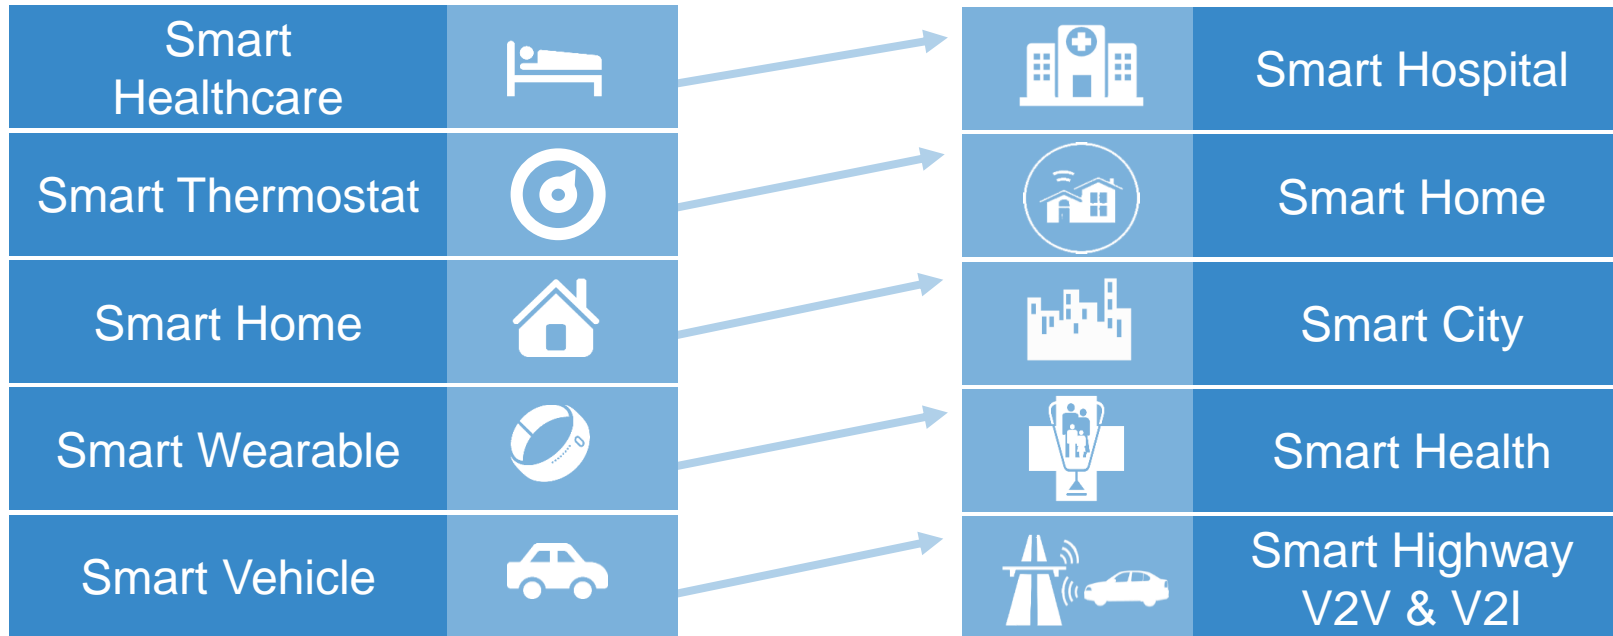 Smart
Healthcare
Smart Hospital
Smart Thermostat
Smart Home
Smart Home
Smart City
Smart Wearable
Smart Health
Smart Vehicle
Smart Highway
V2V & V2I